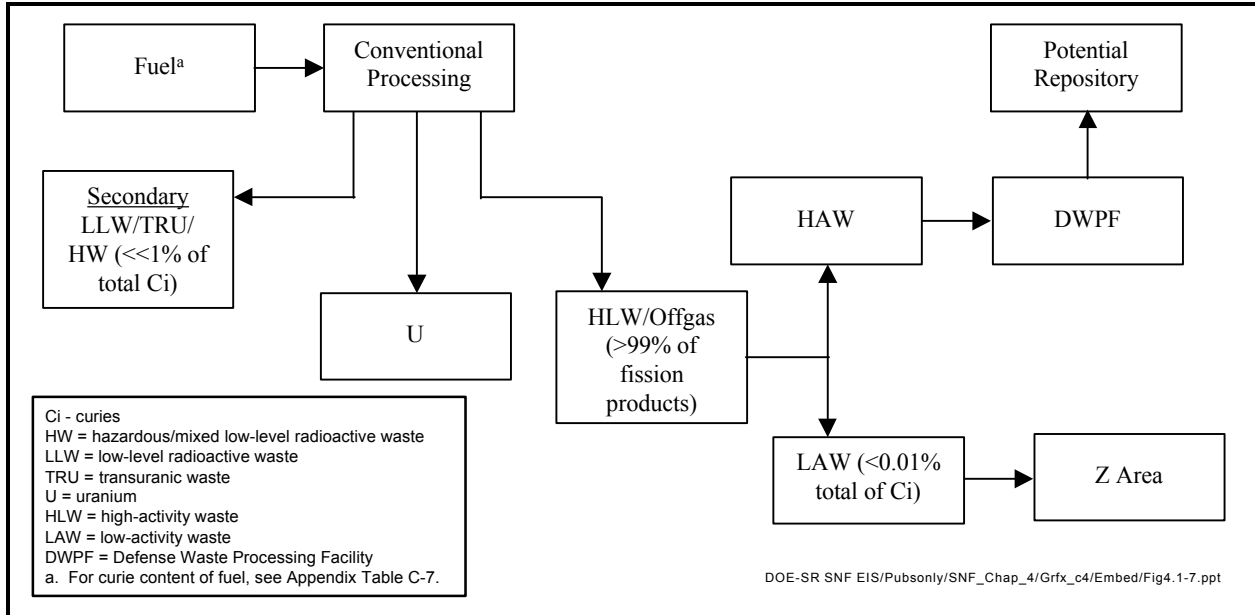 Fuelᵃ
Conventional
Processing
Potential
Repository
Secondary
LLW/TRU/
HW (<<1% of
total Ci)
U
HLW/Offgas
(>99% of
fission
products)
HAW
DWPF
LAW (<0.01%
total of Ci)
Z Area
Ci - curies
HW = hazardous/mixed low-level radioactive waste
LLW = low-level radioactive waste
TRU = transuranic waste
U = uranium
HLW = high-activity waste
LAW = low-activity waste
DWPF = Defense Waste Processing Facility
a. For curie content of fuel, see Appendix Table C-7.
DOE-SR SNF EIS/Pubsonly/SNF_Chap_4/Grfx_c4/Embed/Fig4.1-7.ppt